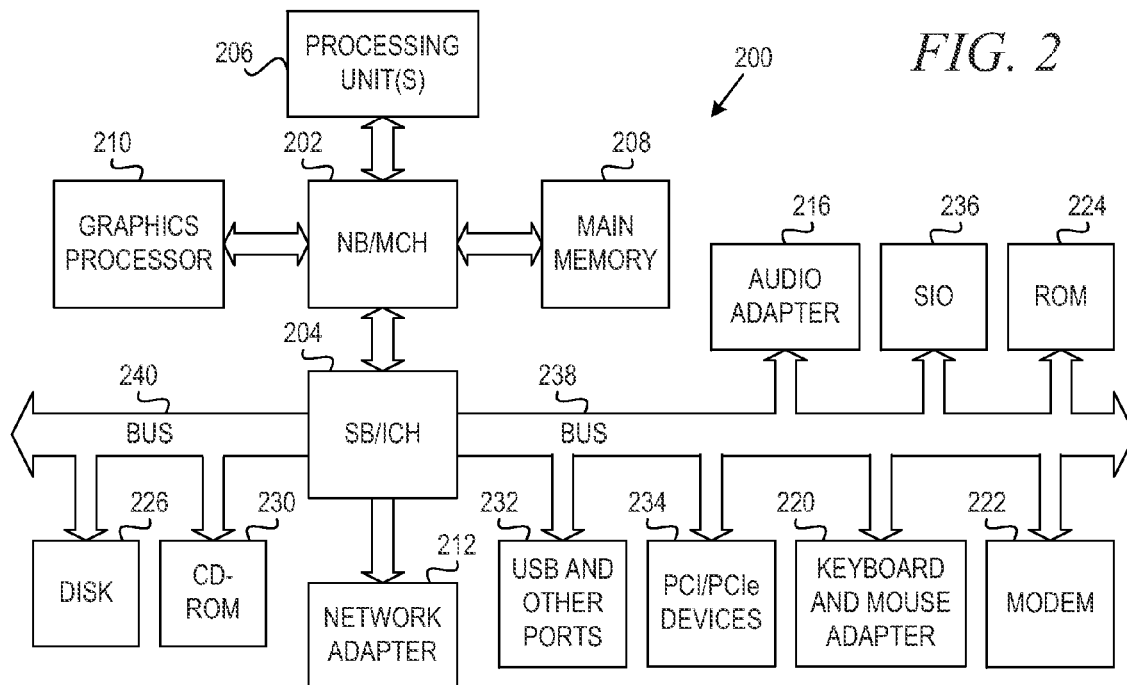 FIG. 2
200
206
PROCESSING
UNIT(S)
210
GRAPHICS
PROCESSOR
202
NB/MCH
208
MAIN
MEMORY
216
AUDIO
ADAPTER
236
SIO
224
ROM
204
SB/ICH
240
BUS
238
BUS
226
DISK
230
CD-
ROM
212
NETWORK
ADAPTER
232
USB AND
OTHER
PORTS
234
PCI/PCIe
DEVICES
220
KEYBOARD
AND MOUSE
ADAPTER
222
MODEM